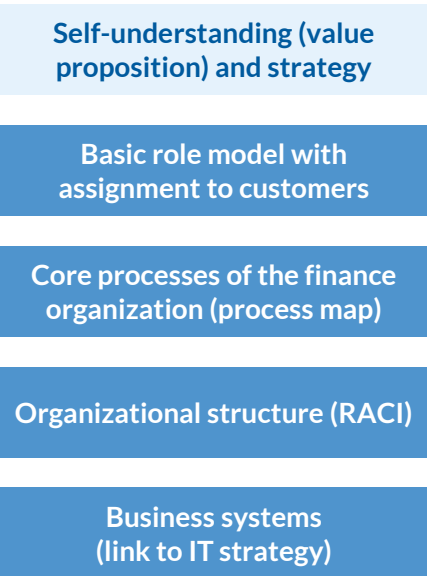 Self-understanding (value
proposition) and strategy
Basic role model with
assignment to customers
Core processes of the finance
organization (process map)
Organizational structure (RACI)
Business systems
(link to IT strategy)